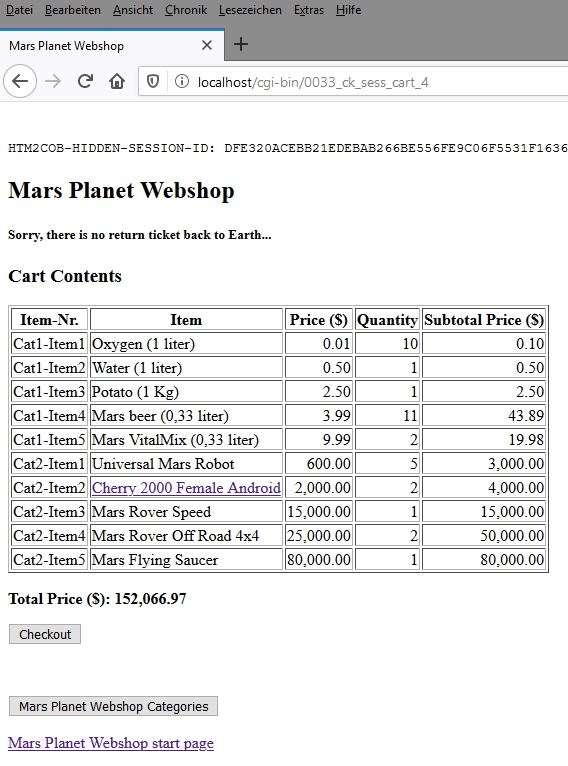 Datei Bearbeiten Ansicht Chronik Lesezeichen Extras Hilfe
Mars Planet Webshop
localhost/cgi-bin/0033_ck_sess_cart_4
HTM2COB-HIDDEN-SESSION-ID: DFE320ACEBB21EDEBAB266BE556FE9C06F5531F1636
Mars Planet Webshop
Sorry, there is no return ticket back to Earth...
Cart Contents
Item-Nr. Item Price ($) Quantity Subtotal Price ($)
Cat1-Item1 Oxygen (1 liter) 0.01 10 0.10
Cat1-Item2 Water (1 liter) 0.50 1 0.50
Cat1-Item3 Potato (1 Kg) 2.50 1 2.50
Cat1-Item4 Mars beer (0,33 liter) 3.99 11 43.89
Cat1-Item5 Mars VitalMix (0,33 liter) 9.99 2 19.98
Cat2-Item1 Universal Mars Robot 600.00 5 3,000.00
Cat2-Item2 Cherry 2000 Female Android 2,000.00 2 4,000.00
Cat2-Item3 Mars Rover Speed 15,000.00 1 15,000.00
Cat2-Item4 Mars Rover Off Road 4x4 25,000.00 2 50,000.00
Cat2-Item5 Mars Flying Saucer 80,000.00 1 80,000.00
Total Price ($): 152,066.97
Checkout
Mars Planet Webshop Categories
Mars Planet Webshop start page